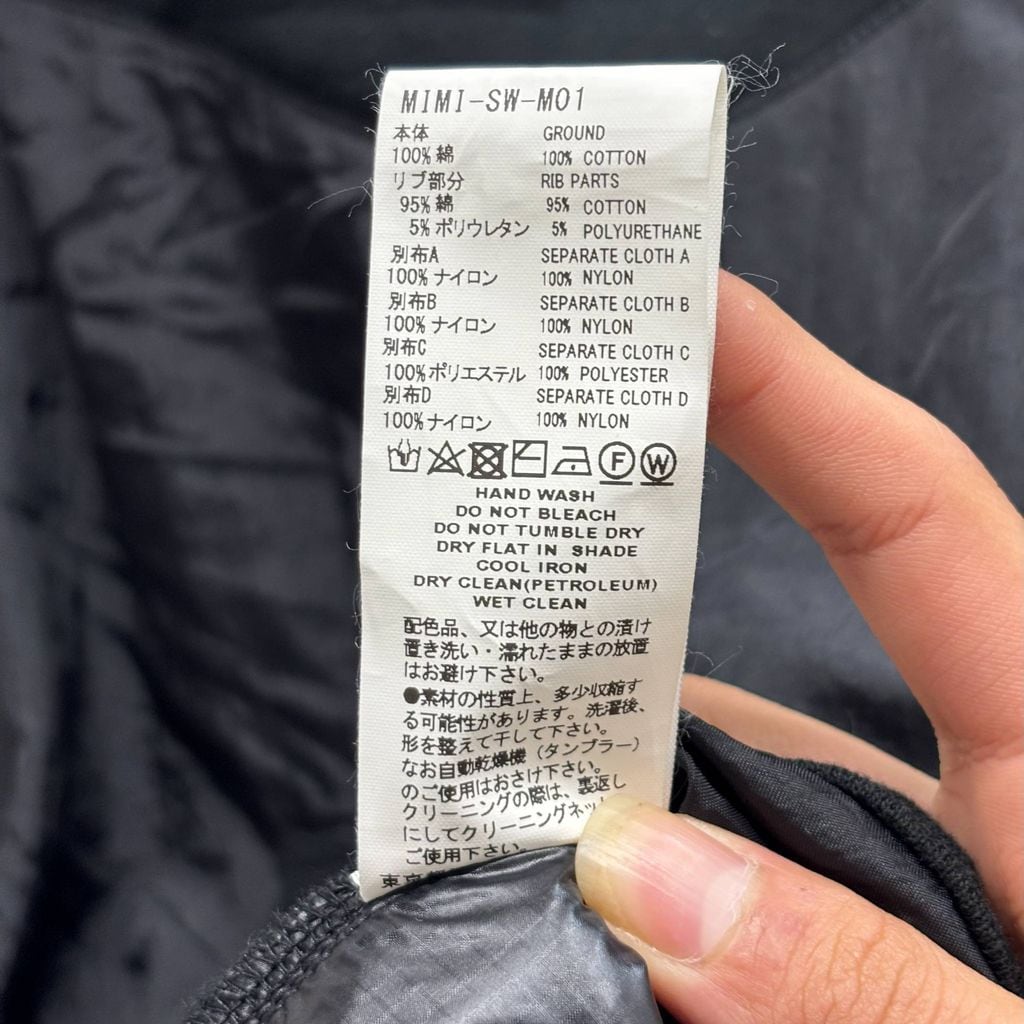 MIMI-SW-M01
本体 GROUND
100% 綿 100% COTTON
リブ部分 RIB PARTS
95% 綿 95% COTTON
5% ポリウレタン 5% POLYURETHANE
別布A SEPARATE CLOTH A
100% ナイロン 100% NYLON
別布B SEPARATE CLOTH B
100% ナイロン 100% NYLON
別布C SEPARATE CLOTH C
100% ポリエステル 100% POLYESTER
別布D SEPARATE CLOTH D
100% ナイロン 100% NYLON
F W
HAND WASH
DO NOT BLEACH
DO NOT TUMBLE DRY
DRY FLAT IN SHADE
COOL IRON
DRY CLEAN(PETROLEUM)
WET CLEAN
配色品、又は他の物との漬け
置き洗い・濡れたままの放置
はお避け下さい。
●素材の性質上、多少収縮す
る可能性があります。洗濯後、
形を整えて干して下さい。
なお自動乾燥機（タンブラー）
のご使用はおさけ下さい。
クリーニングの際は、裏返し
にしてクリーニングネッ
ご使用下さい。
東京